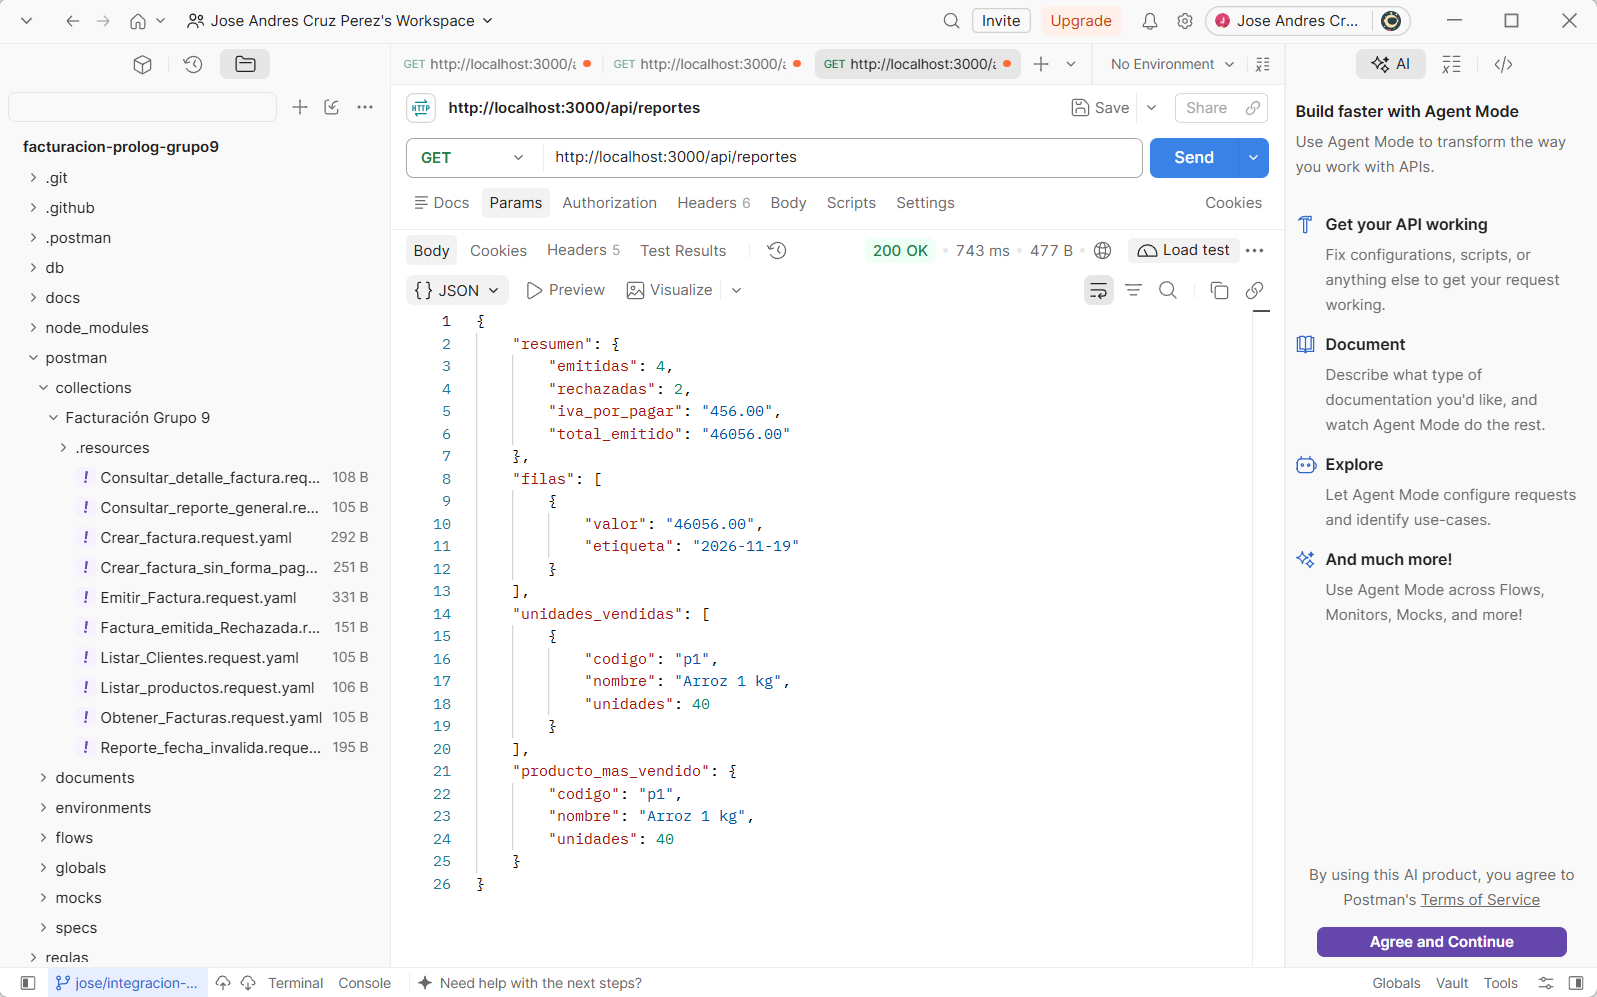 Jose Andres Cruz Perez's Workspace
Invite
Upgrade
Jose Andres Cr...
GET http://localhost:3000/a
GET http://localhost:3000/a
GET http://localhost:3000/a
No Environment
AI
http://localhost:3000/api/reportes
Save
Share
GET
http://localhost:3000/api/reportes
Send
Docs
Params
Authorization
Headers 6
Body
Scripts
Settings
Cookies
Body
Cookies
Headers 5
Test Results
200 OK
743 ms
477 B
Load test
{} JSON
Preview
Visualize
facturacion-prolog-grupo9
.git
.github
.postman
db
docs
node_modules
postman
collections
Facturación Grupo 9
.resources
! Consultar_detalle_factura.req... 108 B
! Consultar_reporte_general.re... 105 B
! Crear_factura.request.yaml 292 B
! Crear_factura_sin_forma_pag... 251 B
! Emitir_Factura.request.yaml 331 B
! Factura_emitida_Rechazada.r... 151 B
! Listar_Clientes.request.yaml 105 B
! Listar_productos.request.yaml 106 B
! Obtener_Facturas.request.yaml 105 B
! Reporte_fecha_invalida.reque... 195 B
documents
environments
flows
globals
mocks
specs
reglas
1 {
2 "resumen": {
3 "emitidas": 4,
4 "rechazadas": 2,
5 "iva_por_pagar": "456.00",
6 "total_emitido": "46056.00"
7 },
8 "filas": [
9 {
10 "valor": "46056.00",
11 "etiqueta": "2026-11-19"
12 }
13 ],
14 "unidades_vendidas": [
15 {
16 "codigo": "p1",
17 "nombre": "Arroz 1 kg",
18 "unidades": 40
19 }
20 ],
21 "producto_mas_vendido": {
22 "codigo": "p1",
23 "nombre": "Arroz 1 kg",
24 "unidades": 40
25 }
26 }
Build faster with Agent Mode
Use Agent Mode to transform the way
you work with APIs.
Get your API working
Fix configurations, scripts, or
anything else to get your request
working.
Document
Describe what type of
documentation you'd like, and
watch Agent Mode do the rest.
Explore
Let Agent Mode configure requests
and identify use-cases.
And much more!
Use Agent Mode across Flows,
Monitors, Mocks, and more!
By using this AI product, you agree to
Postman's Terms of Service
Agree and Continue
jose/integracion-...
Terminal
Console
Need help with the next steps?
Globals
Vault
Tools